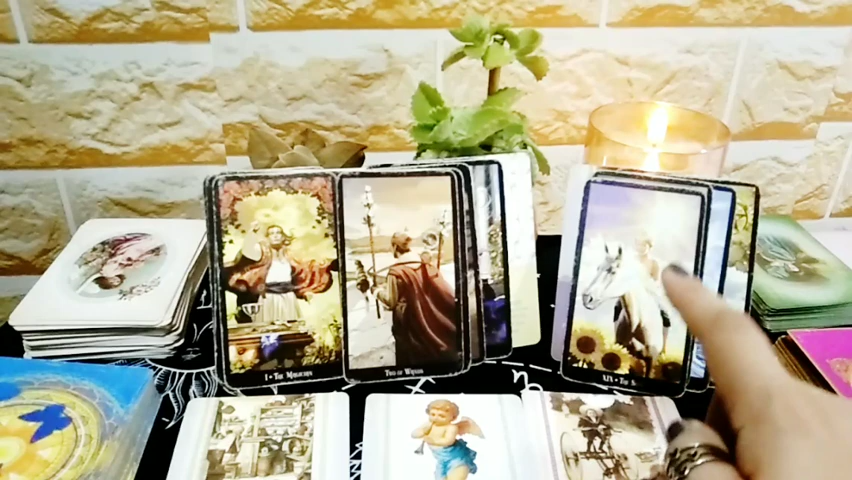 I • The Magician
Two of Wands
XIX • The S